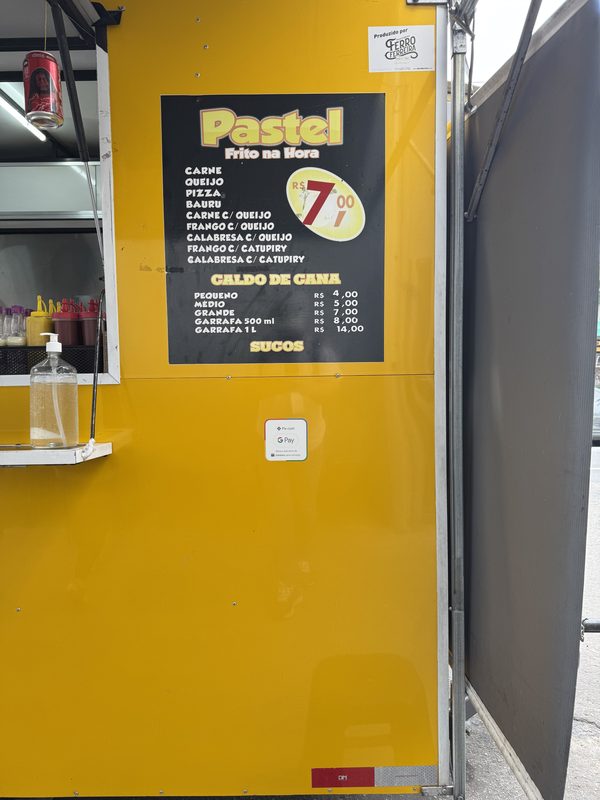 Produzido por
FERRO
FERREIRA
Pastel
Frito na Hora
CARNE
QUEIJO
PIZZA
BAURU
CARNE C/ QUEIJO
FRANGO C/ QUEIJO
CALABRESA C/ QUEIJO
FRANGO C/ CATUPIRY
CALABRESA C/ CATUPIRY
R$ 7,00
CALDO DE CANA
PEQUENO R$ 4,00
MÉDIO R$ 5,00
GRANDE R$ 7,00
GARRAFA 500 ml R$ 8,00
GARRAFA 1 L R$ 14,00
SUCOS
G Pay